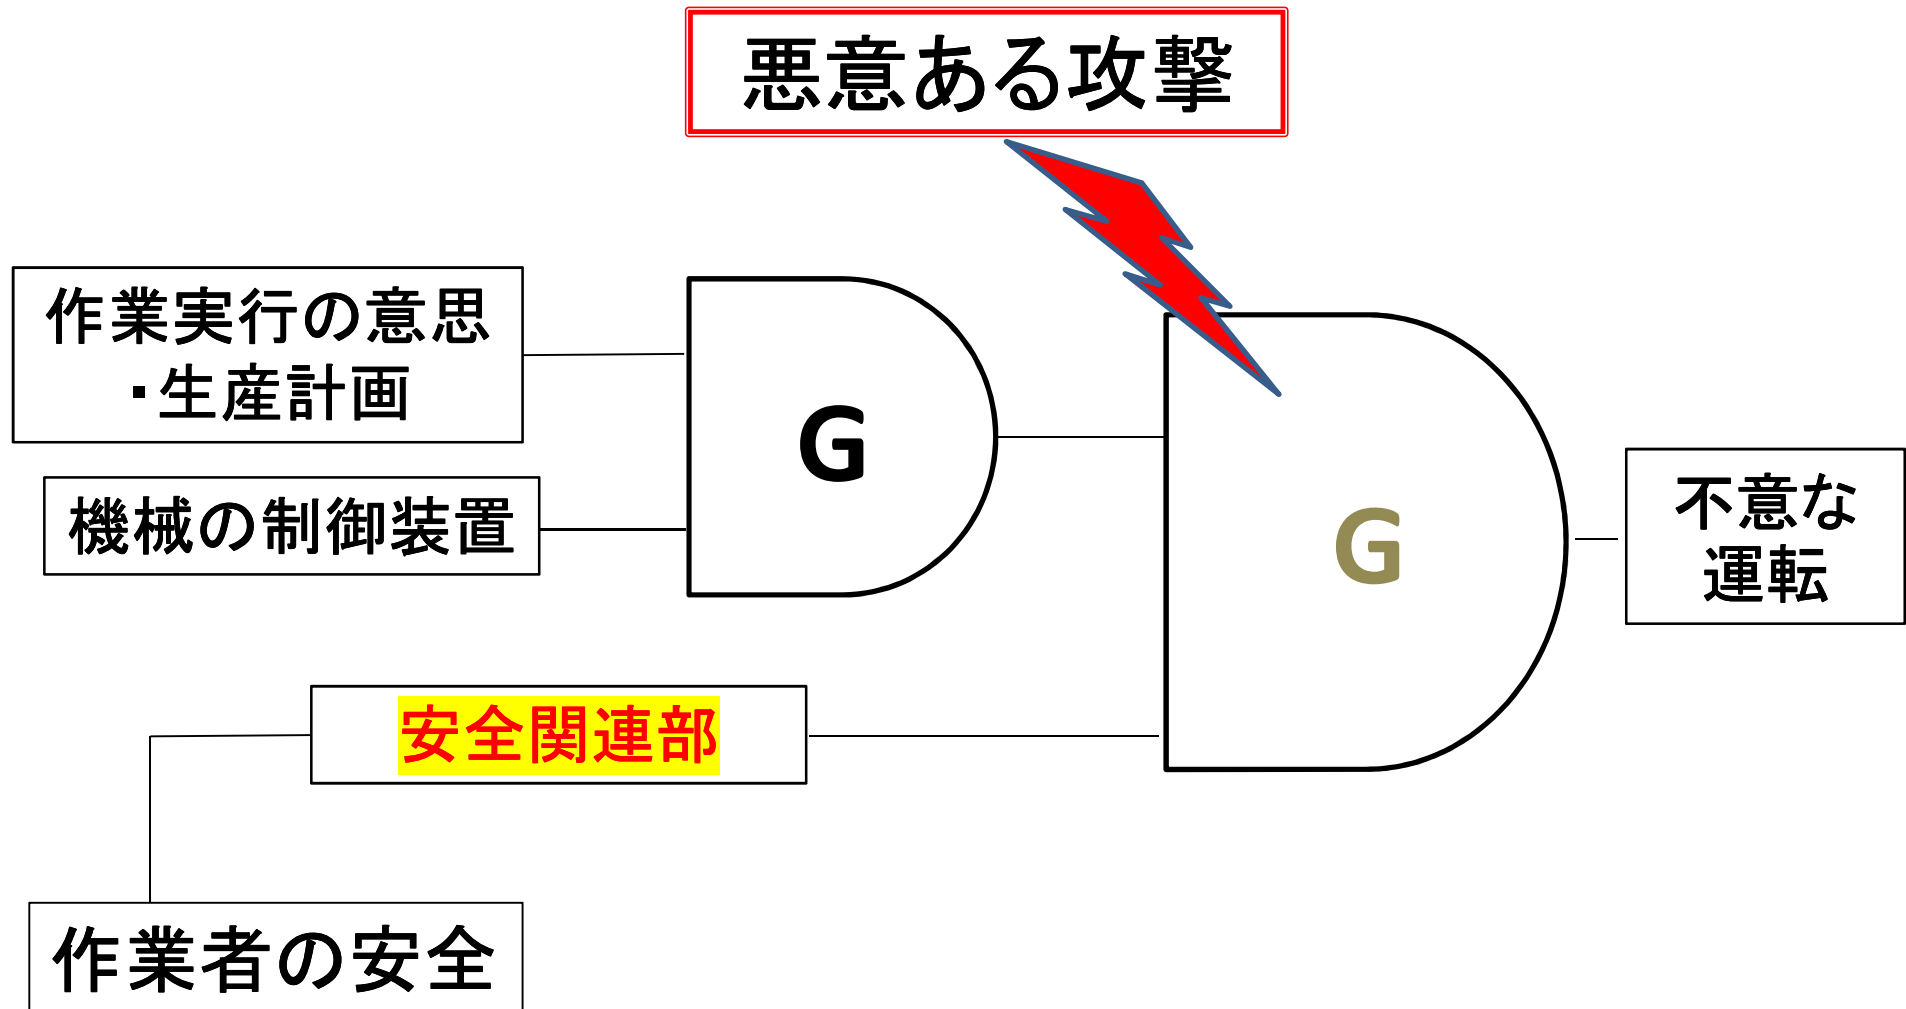 悪意ある攻撃
作業実行の意思
・生産計画
機械の制御装置
G
G
不意な
運転
安全関連部
作業者の安全